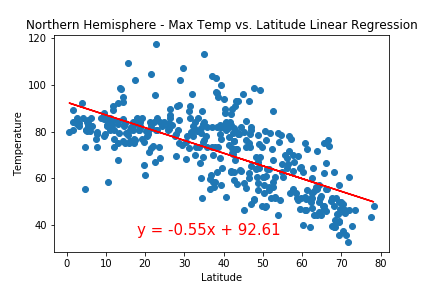 Northern Hemisphere - Max Temp vs. Latitude Linear Regression
120
100
80
60
40
Temperature
y = -0.55x + 92.61
0 10 20 30 40 50 60 70 80
Latitude